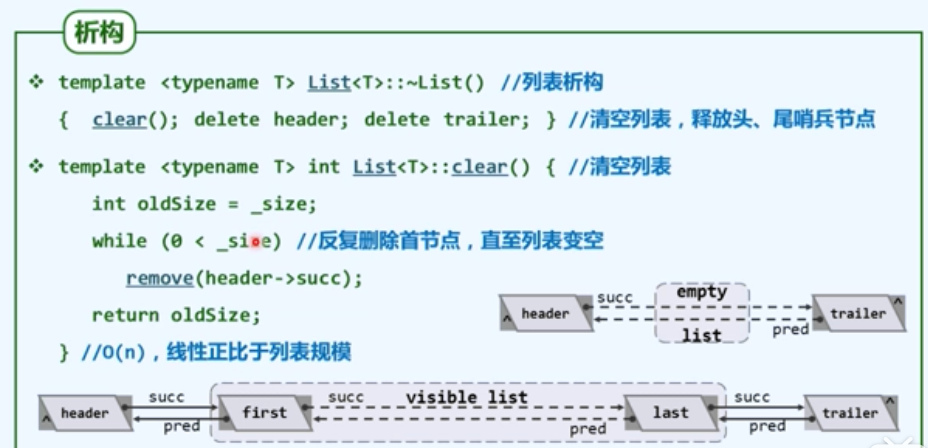 析构
❖ template <typename T> List<T>::~List() //列表析构
{ clear(); delete header; delete trailer; } //清空列表，释放头、尾哨兵节点
❖ template <typename T> int List<T>::clear() { //清空列表
int oldSize = _size;
while (0 < _size) //反复删除首节点，直至列表变空
remove(header->succ);
return oldSize;
} //O(n)，线性正比于列表规模
header
succ
empty
list
pred
trailer
^
^
header
succ
pred
first
succ
visible list
pred
last
succ
pred
trailer
^
^